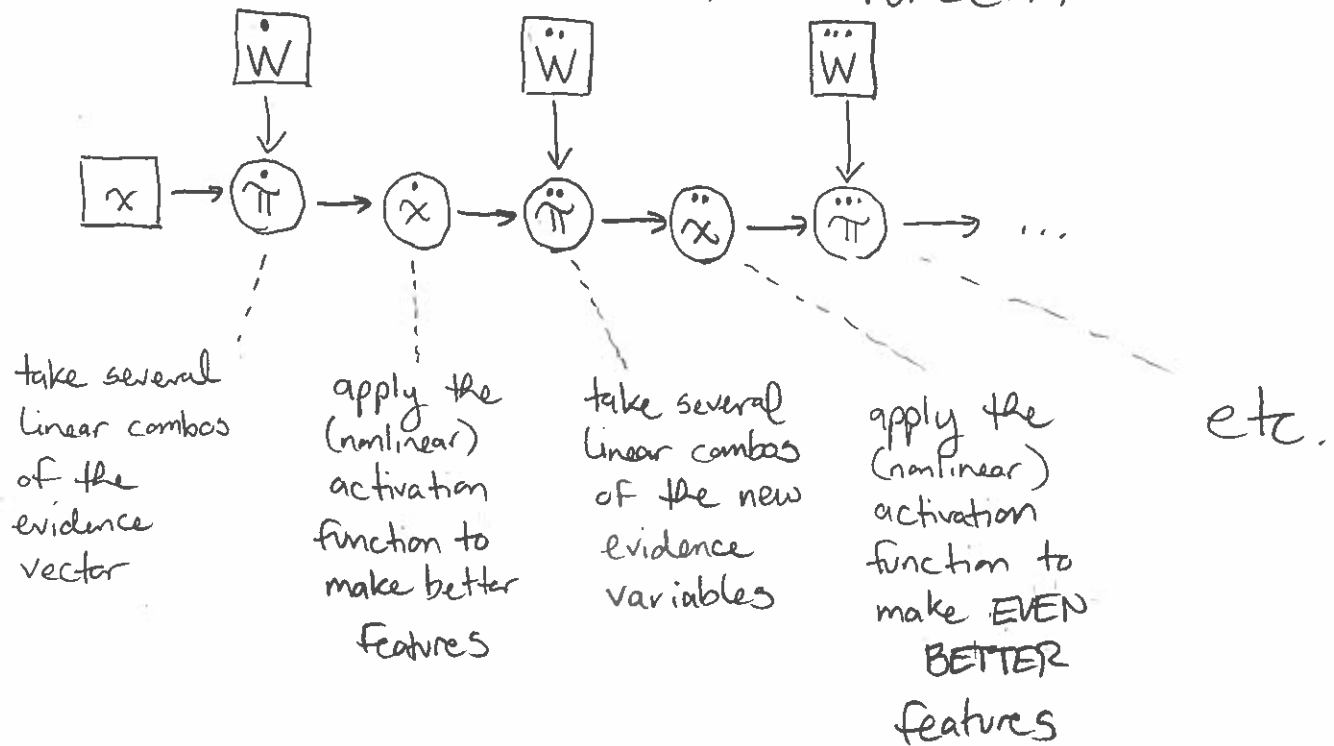 Ẇ Ẅ W⃛
x π̇ ẋ π̈ ẍ π⃛ ...
take several
linear combos
of the
evidence
vector
apply the
(nonlinear)
activation
function to
make better
features
take several
linear combos
of the new
evidence
variables
apply the
(nonlinear)
activation
function to
make EVEN
BETTER
features
etc.